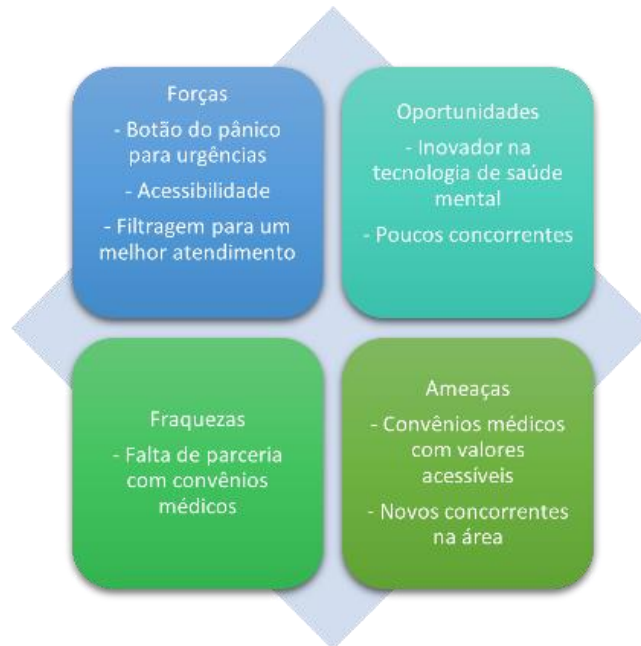 Forças
- Botão do pânico
para urgências
- Acessibilidade
- Filtragem para um
melhor atendimento
Oportunidades
- Inovador na
tecnologia de saúde
mental
- Poucos concorrentes
Fraquezas
- Falta de parceria
com convênios
médicos
Ameaças
- Convênios médicos
com valores
acessíveis
- Novos concorrentes
na área